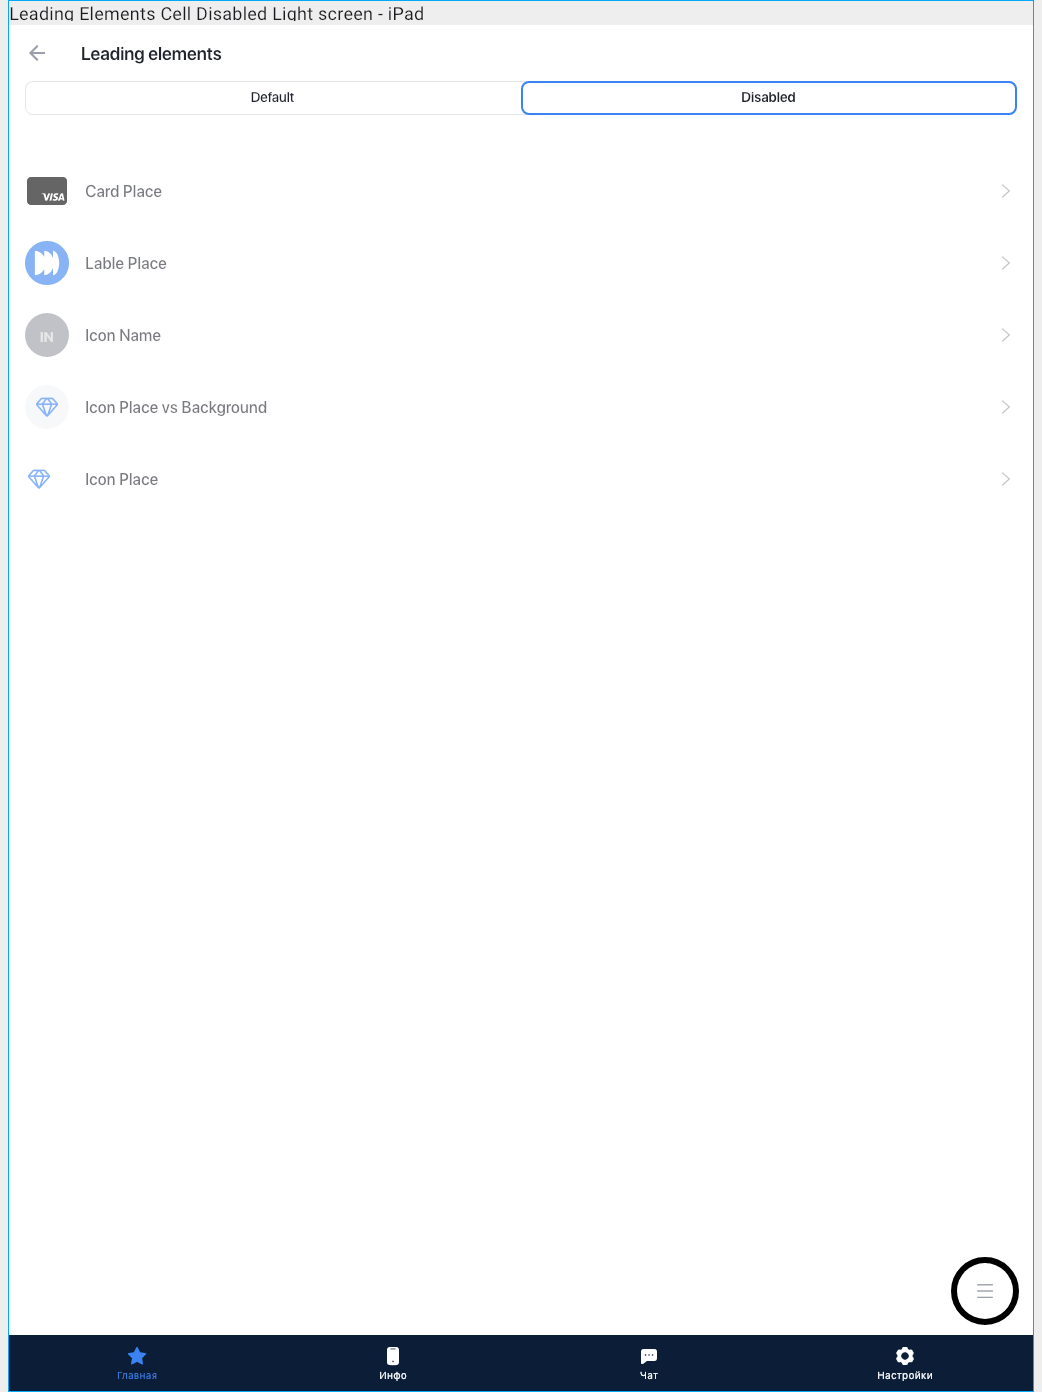 Leading Elements Cell Disabled Light screen - iPad
Leading elements
Default
Disabled
VISA
Card Place
Lable Place
IN
Icon Name
Icon Place vs Background
Icon Place
Главная
Инфо
Чат
Настройки